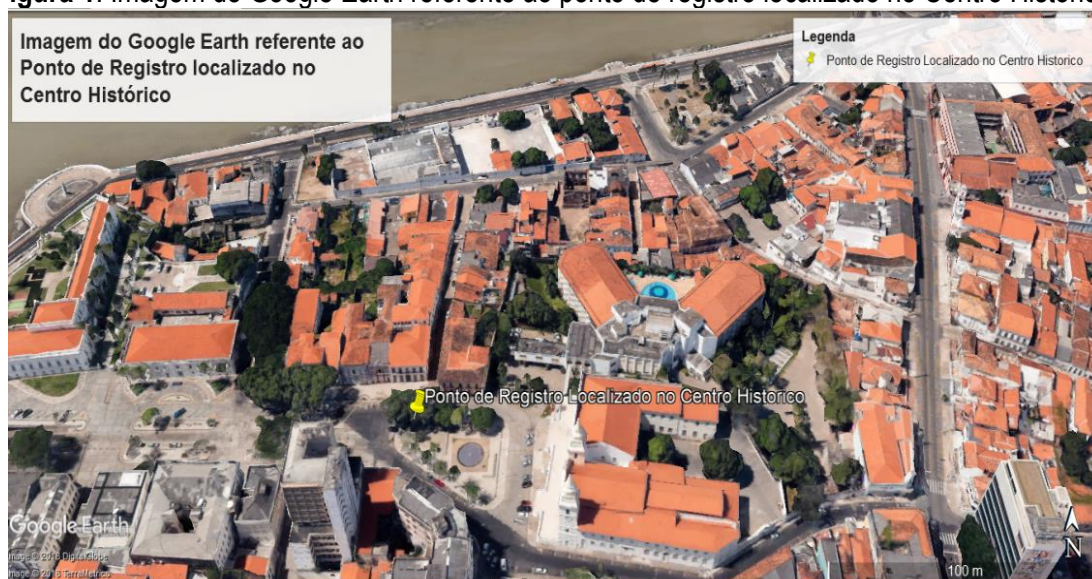 igura 1: Imagem do Google Earth referente ao ponto de registro localizado no Centro Históri
Imagem do Google Earth referente ao
Ponto de Registro localizado no
Centro Histórico
Legenda
Ponto de Registro Localizado no Centro Historico
Ponto de Registro Localizado no Centro Historico
Google Earth
Image © 2018 DigitalGlobe
Image © 2018 TerraMetrics
100 m
N